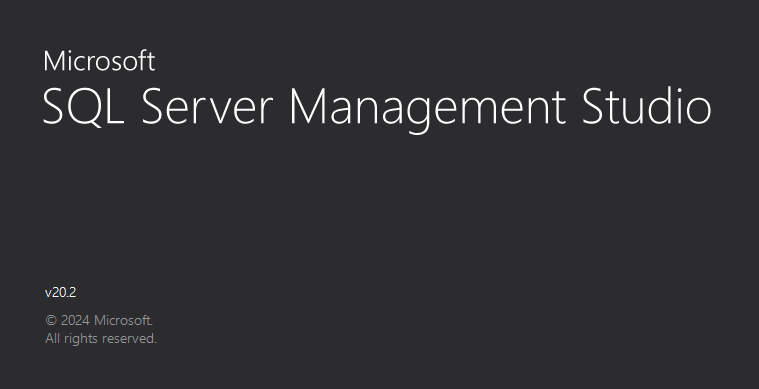 Microsoft
SQL Server Management Studio
v20.2
© 2024 Microsoft.
All rights reserved.